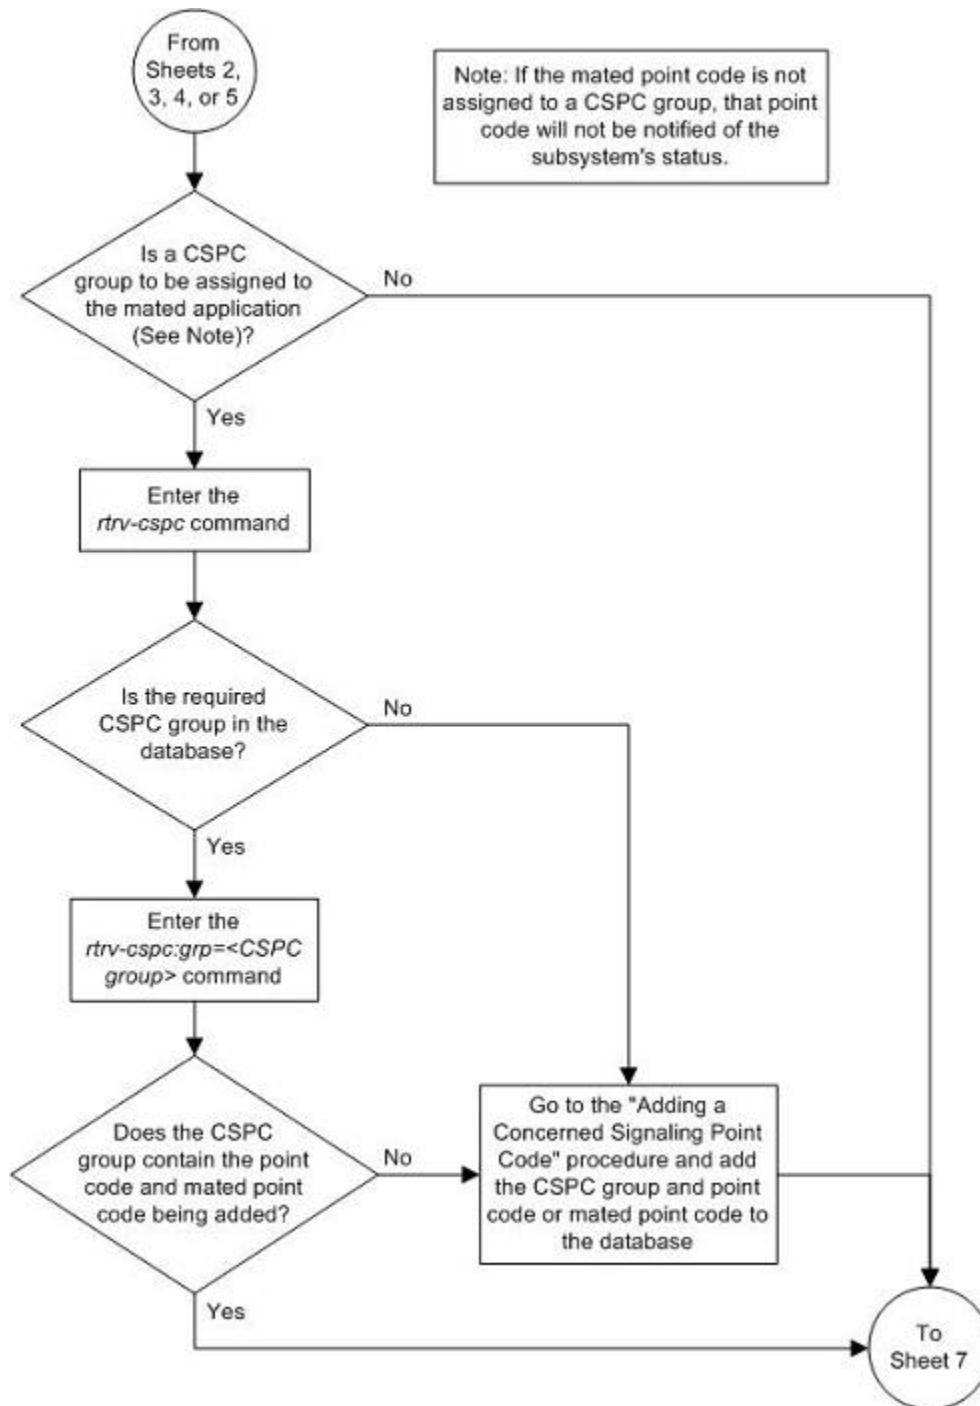 From
Sheets 2,
3, 4, or 5
Note: If the mated point code is not
assigned to a CSPC group, that point
code will not be notified of the
subsystem's status.
Is a CSPC
group to be assigned to
the mated application
(See Note)?
No
Yes
Enter the
rtrv-cspc command
Is the required
CSPC group in the
database?
No
Yes
Enter the
rtrv-cspc:grp=<CSPC
group> command
Does the CSPC
group contain the point
code and mated point
code being added?
No
Go to the "Adding a
Concerned Signaling Point
Code" procedure and add
the CSPC group and point
code or mated point code to
the database
Yes
To
Sheet 7